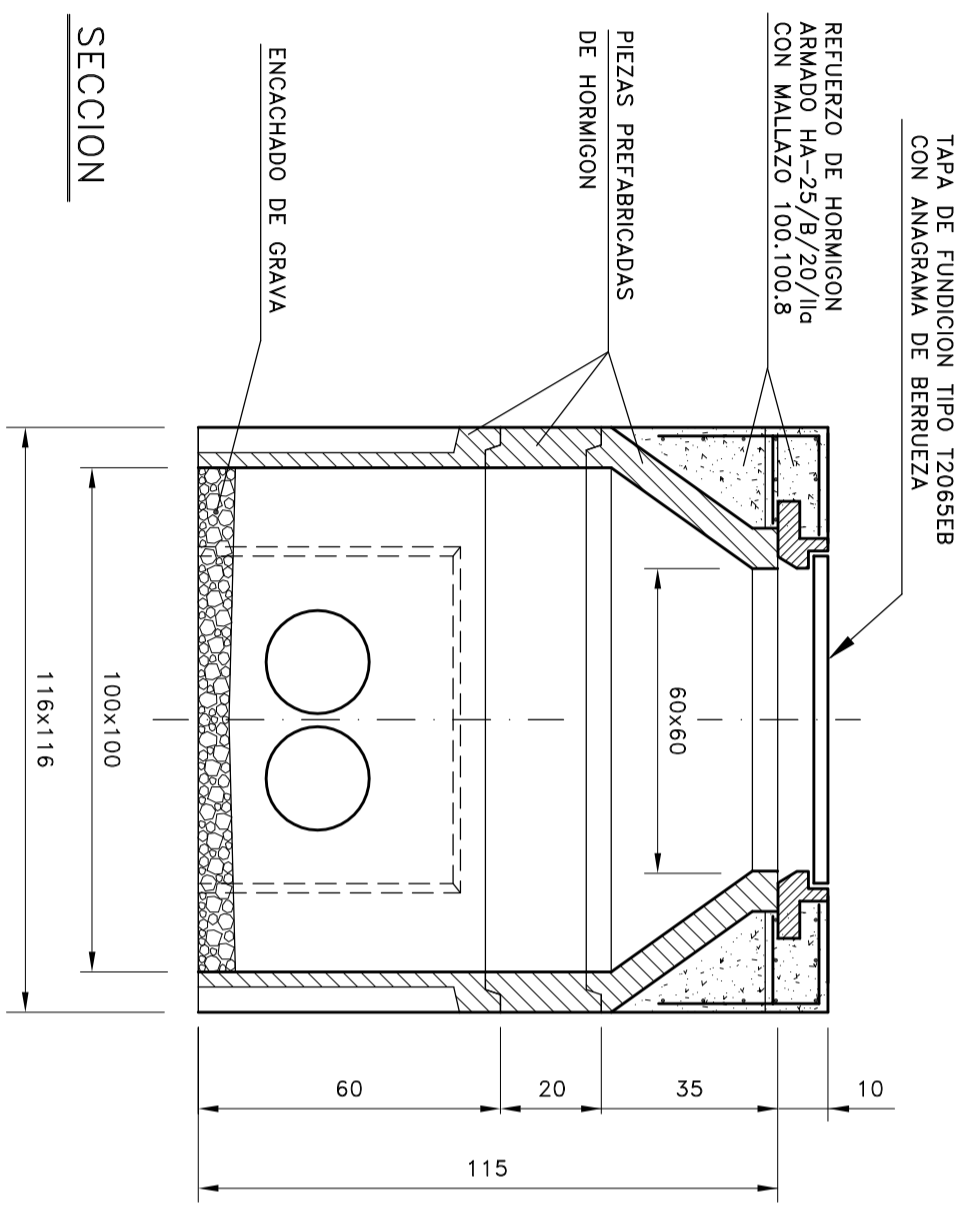 TAPA DE FUNDICION TIPO T2065EB
CON ANAGRAMA DE BERRUEZA
REFUERZO DE HORMIGON
ARMADO HA-25/B/20/IIa
CON MALLAZO 100.100.8
PIEZAS PREFABRICADAS
DE HORMIGON
ENCACHADO DE GRAVA
60x60
100x100
116x116
10
35
20
60
115
SECCION